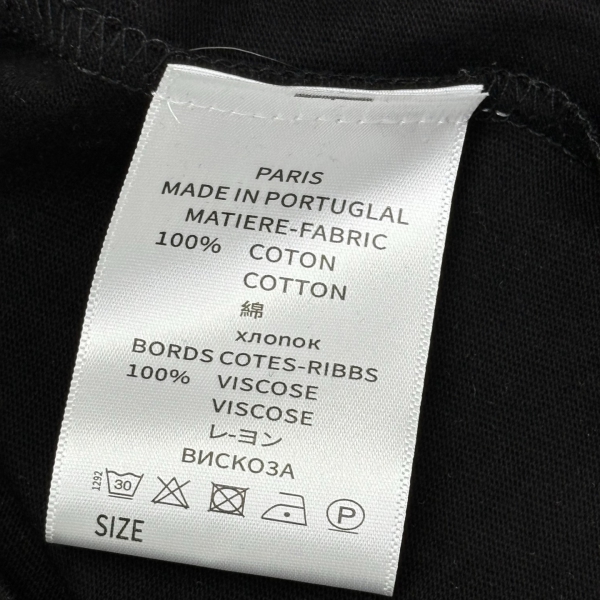 PARIS
MADE IN PORTUGLAL
MATIERE-FABRIC
100% COTON
COTTON
綿
хлопок
BORDS COTES-RIBBS
100% VISCOSE
VISCOSE
レ-ヨン
ВИСКОЗА
1292 30 P
SIZE